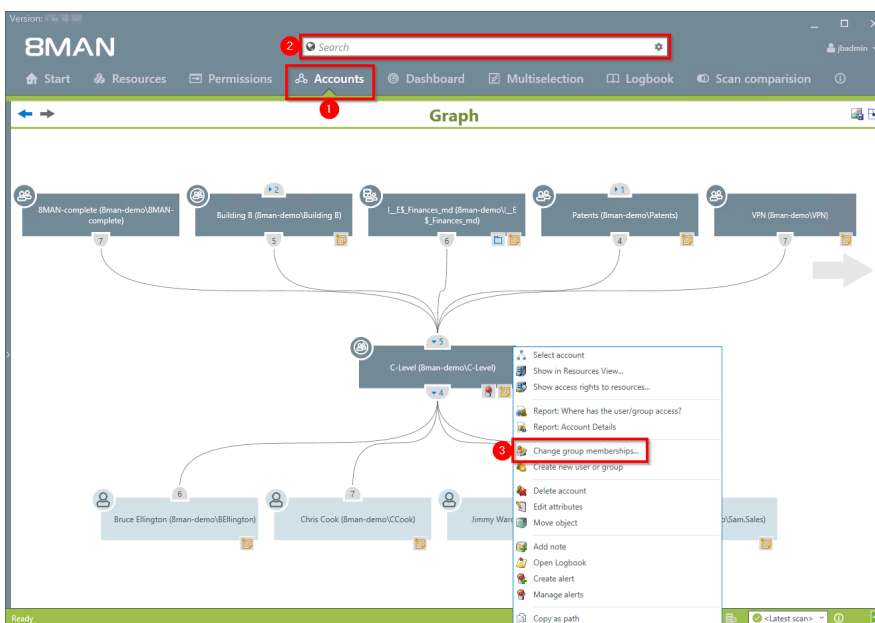 Version:
8MAN
2
Search
jbadmin
Start
Resources
Permissions
Accounts
Dashboard
Multiselection
Logbook
Scan comparision
1
Graph
8MAN-complete (8man-demo\8MAN-
complete)
7
2
Building B (8man-demo\Building B)
5
I__E$_Finances_md (8man-demo\I__E
$_Finances_md)
6
1
Patents (8man-demo\Patents)
4
VPN (8man-demo\VPN)
7
5
C-Level (8man-demo\C-Level)
4
Select account
Show in Resources View...
Show access rights to resources...
Report: Where has the user/group access?
Report: Account Details
3
Change group memberships...
Create new user or group
Delete account
Edit attributes
Move object
Add note
Open Logbook
Create alert
Manage alerts
Copy as path
6
Bruce Ellington (8man-demo\BEllington)
7
Chris Cook (8man-demo\CCook)
Jimmy Ward
\Sam.Sales)
Ready
<Latest scan>